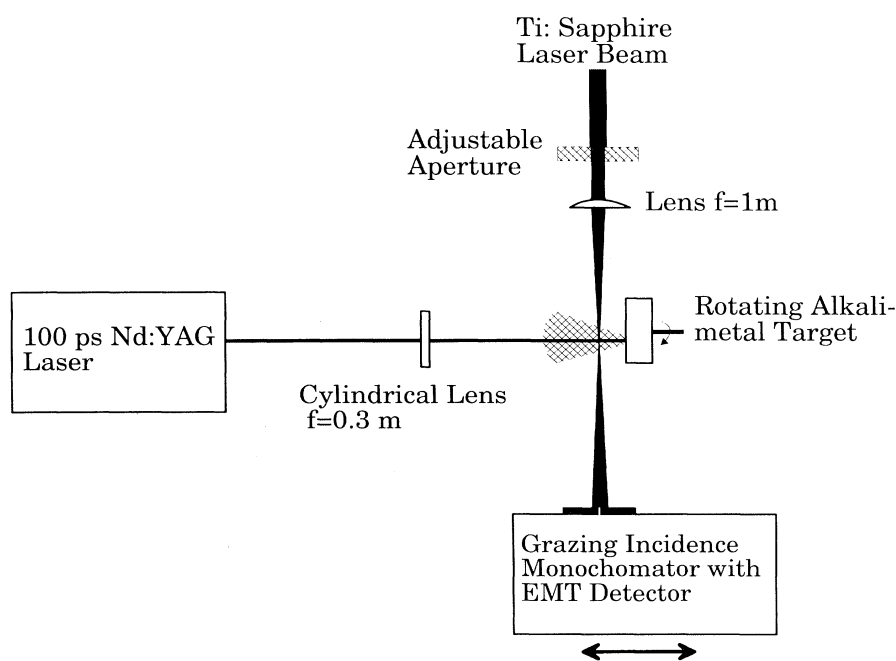 Ti: Sapphire
Laser Beam
Adjustable
Aperture
Lens f=1m
Rotating Alkali-
metal Target
100 ps Nd:YAG
Laser
Cylindrical Lens
f=0.3 m
Grazing Incidence
Monochomator with
EMT Detector